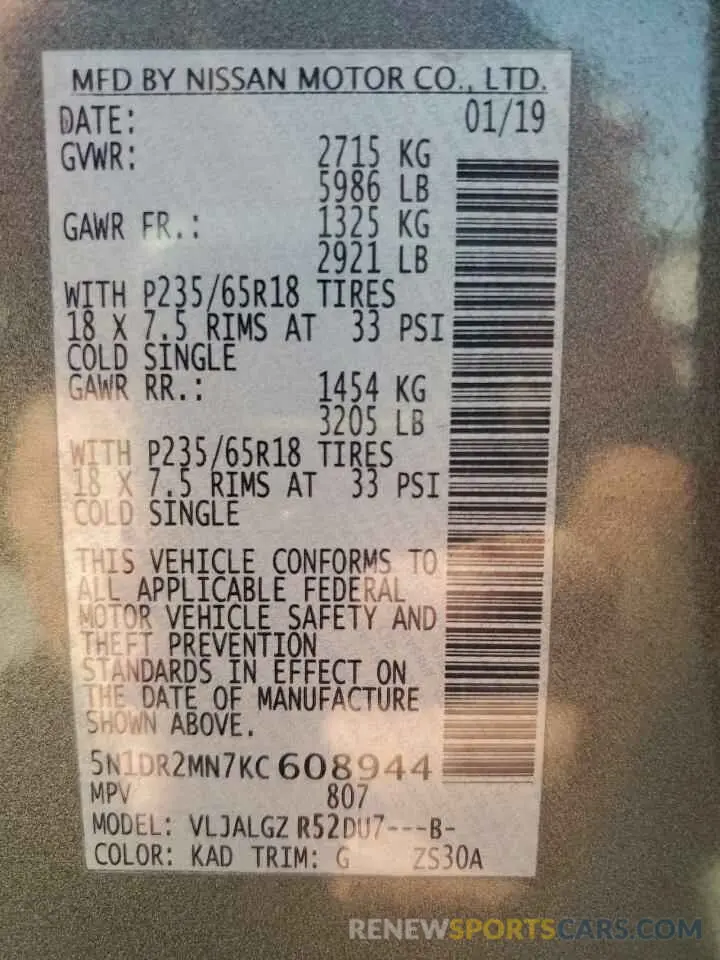 MFD BY NISSAN MOTOR CO., LTD.
DATE: 01/19
GVWR: 2715 KG
5986 LB
GAWR FR.: 1325 KG
2921 LB
WITH P235/65R18 TIRES
18 X 7.5 RIMS AT 33 PSI
COLD SINGLE
GAWR RR.: 1454 KG
3205 LB
WITH P235/65R18 TIRES
18 X 7.5 RIMS AT 33 PSI
COLD SINGLE
THIS VEHICLE CONFORMS TO
ALL APPLICABLE FEDERAL
MOTOR VEHICLE SAFETY AND
THEFT PREVENTION
STANDARDS IN EFFECT ON
THE DATE OF MANUFACTURE
SHOWN ABOVE.
5N1DR2MN7KC608944
MPV 807
MODEL: VLJALGZ R52DU7---B-
COLOR: KAD TRIM: G ZS30A
RENEWSPORTSCARS.COM